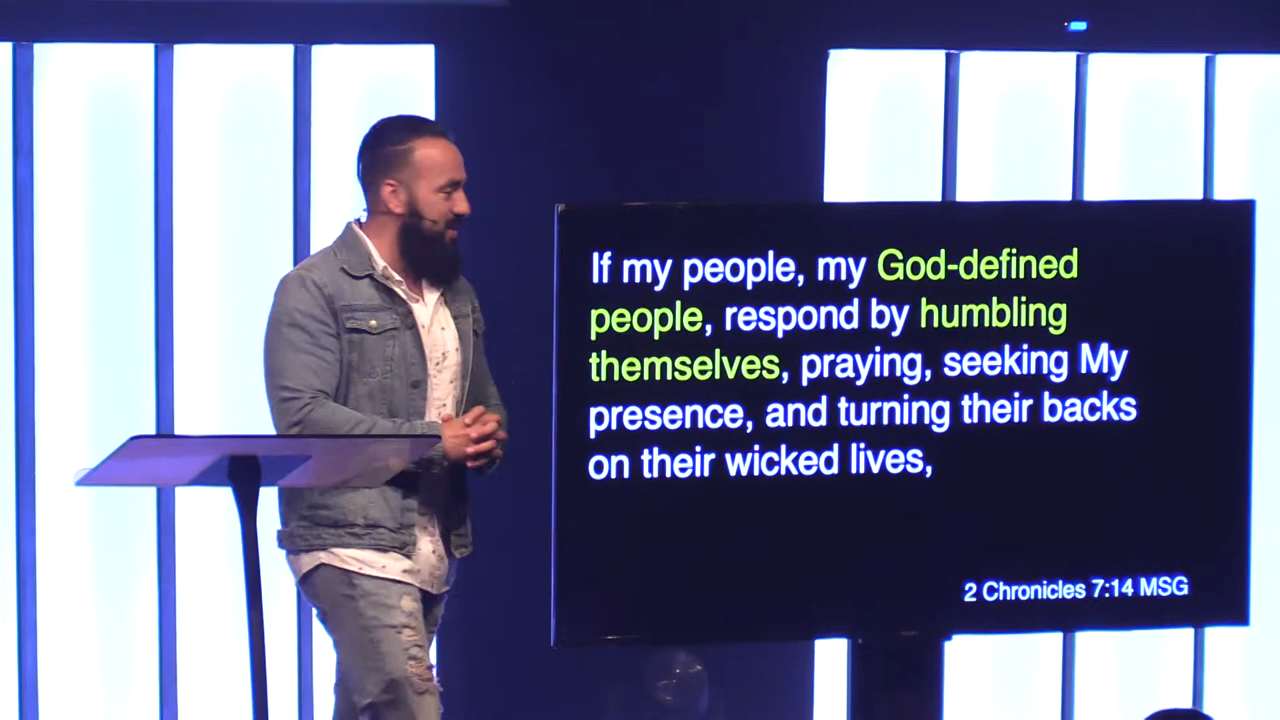 If my people, my God-defined
people, respond by humbling
themselves, praying, seeking My
presence, and turning their backs
on their wicked lives,
2 Chronicles 7:14 MSG